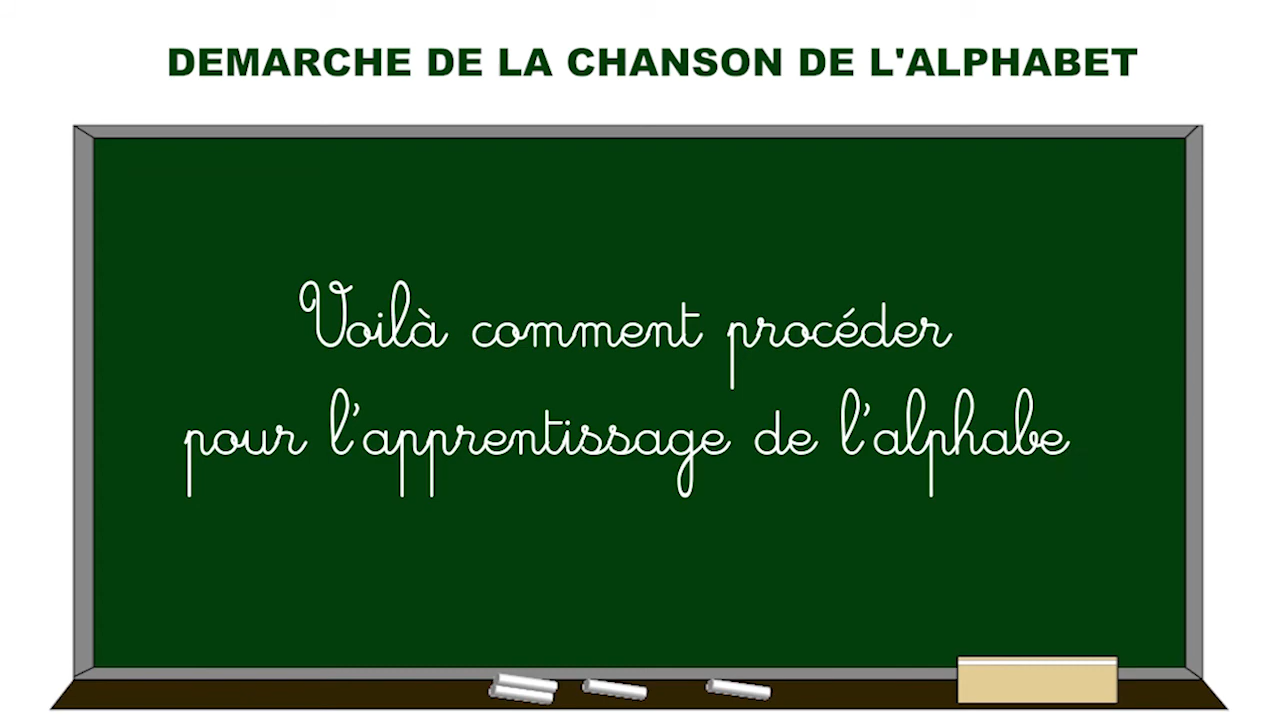 DEMARCHE DE LA CHANSON DE L'ALPHABET
Voilà comment procéder
pour l'apprentissage de l'alphabe